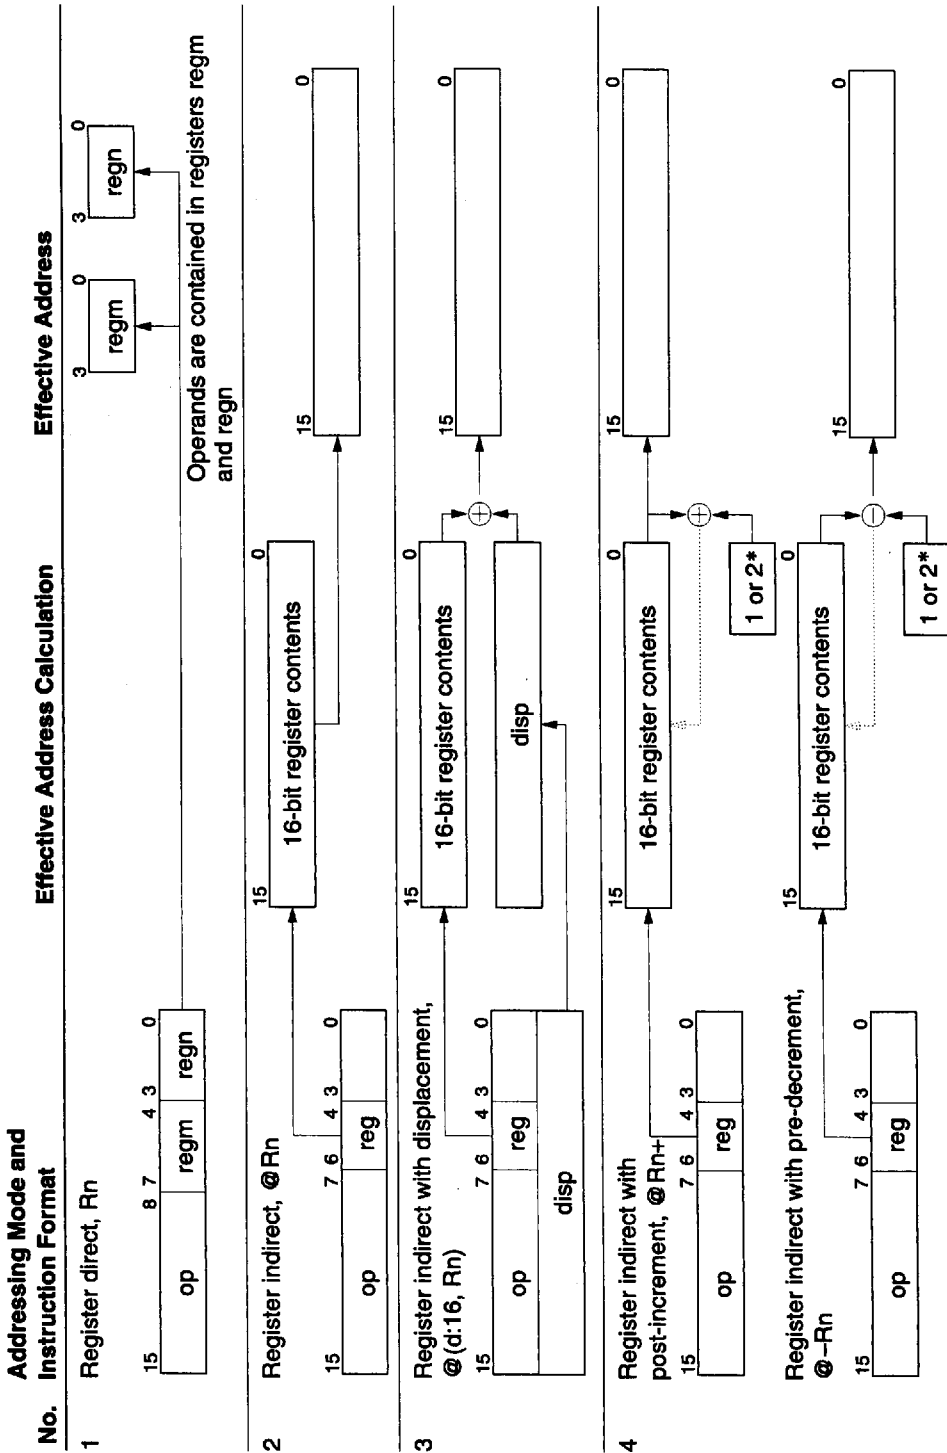 Addressing Mode and
No. Instruction Format Effective Address Calculation Effective Address
1 Register direct, Rn
3 0 3 0
regm regn
15 8 7 4 3 0
op regm regn
Operands are contained in registers regm
and regn
2 Register indirect, @Rn
15 0
16-bit register contents
15 0
15 7 6 4 3 0
op reg
3 Register indirect with displacement,
@(d:16, Rn)
15 0
16-bit register contents
15 0
+
15 7 6 4 3 0
op reg
disp
disp
4 Register indirect with
post-increment, @Rn+
15 0
16-bit register contents
15 0
+
1 or 2*
15 7 6 4 3 0
op reg
Register indirect with pre-decrement,
@−Rn
15 0
16-bit register contents
15 0
−
1 or 2*
15 7 6 4 3 0
op reg